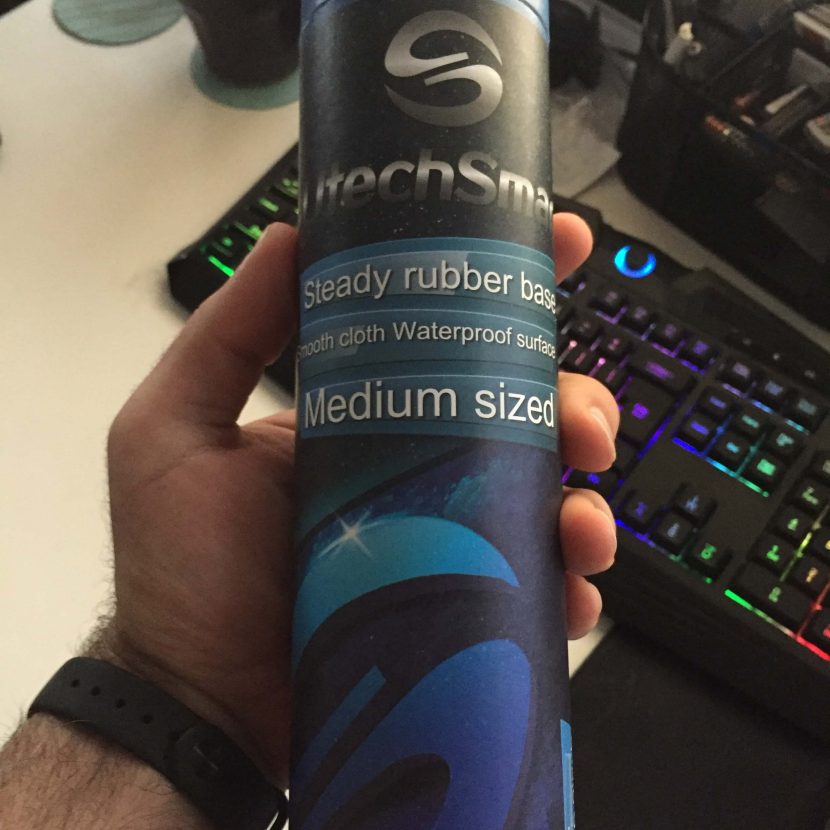 UtechSma
Steady rubber base
Smooth cloth Waterproof surface
Medium sized